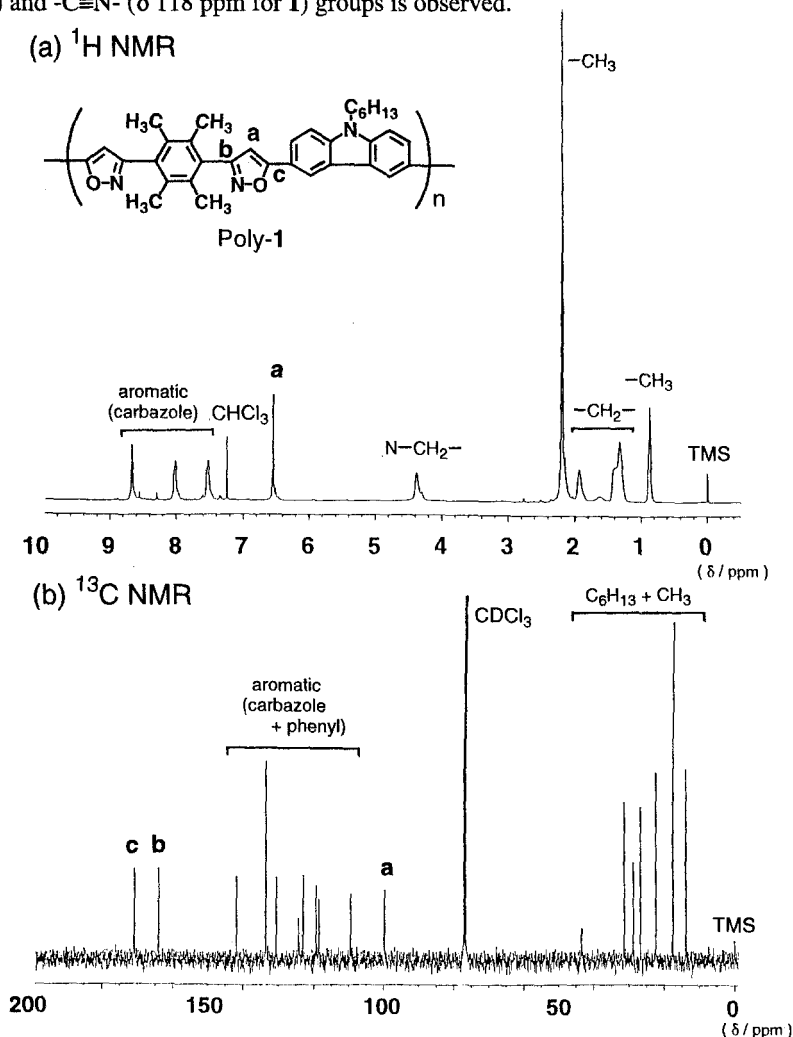 ) and -C≡N- (δ 118 ppm for 1) groups is observed.
(a) ¹H NMR
-CH₃
C₆H₁₃
H₃C CH₃ a N
b
O-N N O c
H₃C CH₃ n
Poly-1
a
aromatic
(carbazole) CHCl₃
N-CH₂-
-CH₂-
-CH₃
TMS
10 9 8 7 6 5 4 3 2 1 0
( δ / ppm )
(b) ¹³C NMR
C₆H₁₃ + CH₃
CDCl₃
aromatic
(carbazole
+ phenyl)
c b a
TMS
200 150 100 50 0
( δ / ppm )